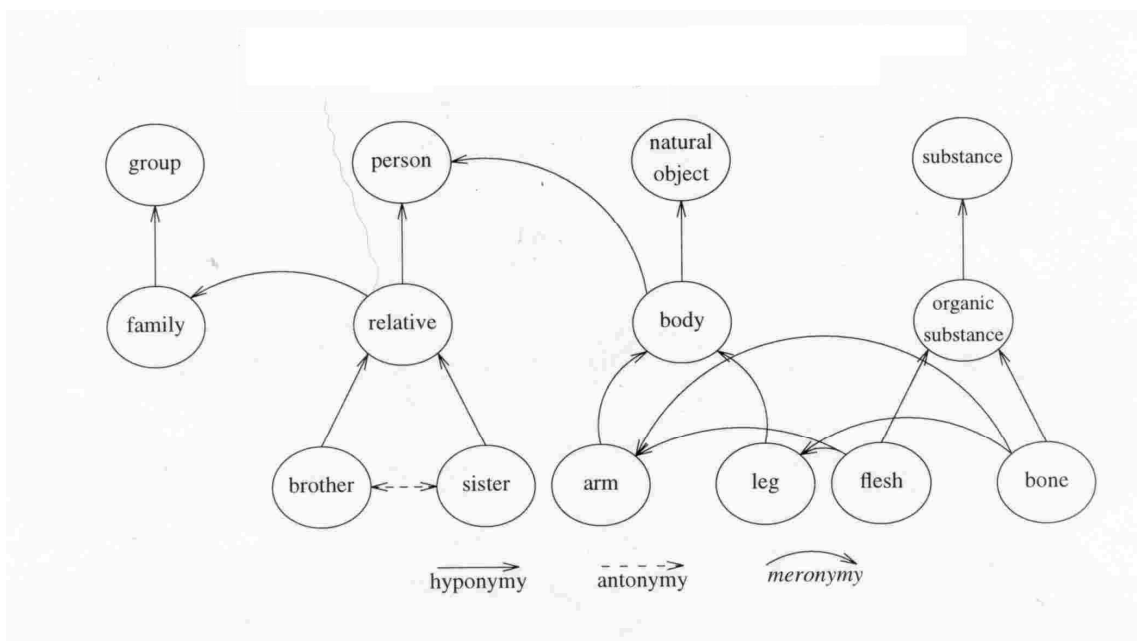 group
person
natural
object
substance
family
relative
body
organic
substance
brother
sister
arm
leg
flesh
bone
hyponymy
antonymy
meronymy